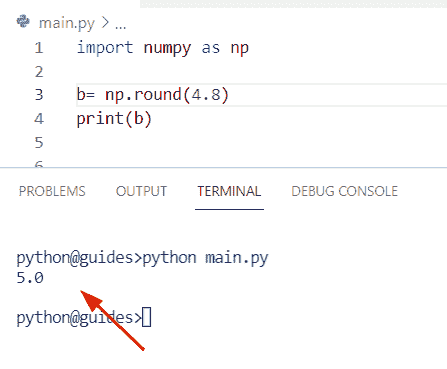 main.py > ...
1 import numpy as np
2
3 b= np.round(4.8)
4 print(b)
5
6
PROBLEMS OUTPUT TERMINAL DEBUG CONSOLE
python@guides>python main.py
5.0
python@guides>